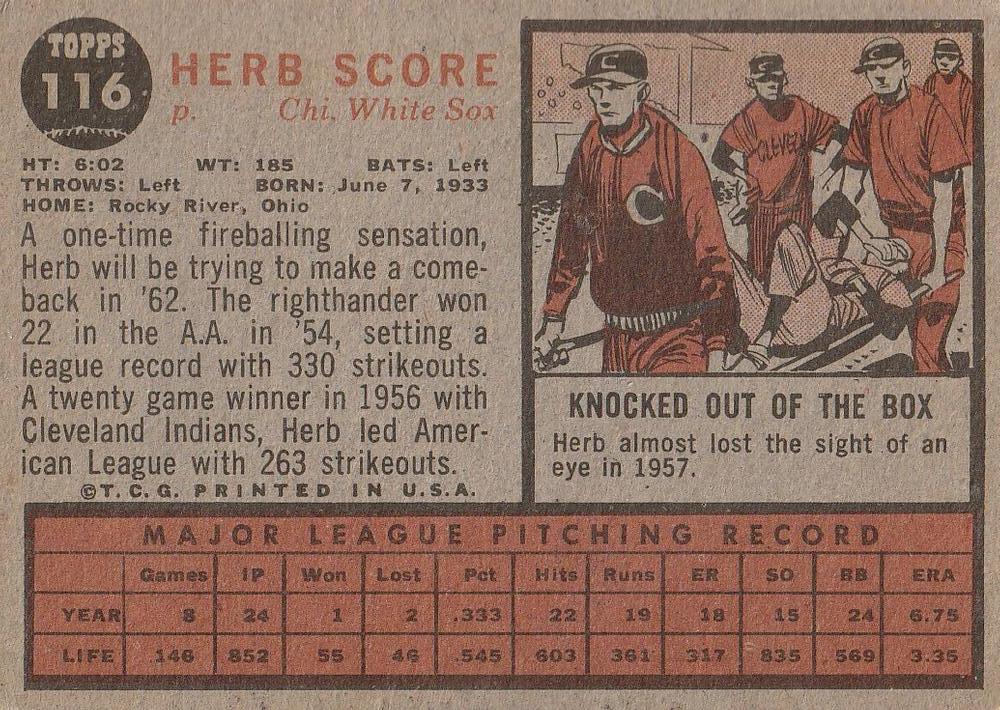 TOPPS
116
HERB SCORE
p. Chi. White Sox
HT: 6:02 WT: 185 BATS: Left
THROWS: Left BORN: June 7, 1933
HOME: Rocky River, Ohio
A one-time fireballing sensation,
Herb will be trying to make a come-
back in '62. The righthander won
22 in the A.A. in '54, setting a
league record with 330 strikeouts.
A twenty game winner in 1956 with
Cleveland Indians, Herb led Amer-
ican League with 263 strikeouts.
©T.C.G. PRINTED IN U.S.A.
C
C
C
C
CLEVE
KNOCKED OUT OF THE BOX
Herb almost lost the sight of an
eye in 1957.
MAJOR LEAGUE PITCHING RECORD
Games IP Won Lost Pct Hits Runs ER SO BB ERA
YEAR 8 24 1 2 .333 22 19 18 15 24 6.75
LIFE 146 852 55 46 .545 603 361 317 835 569 3.35